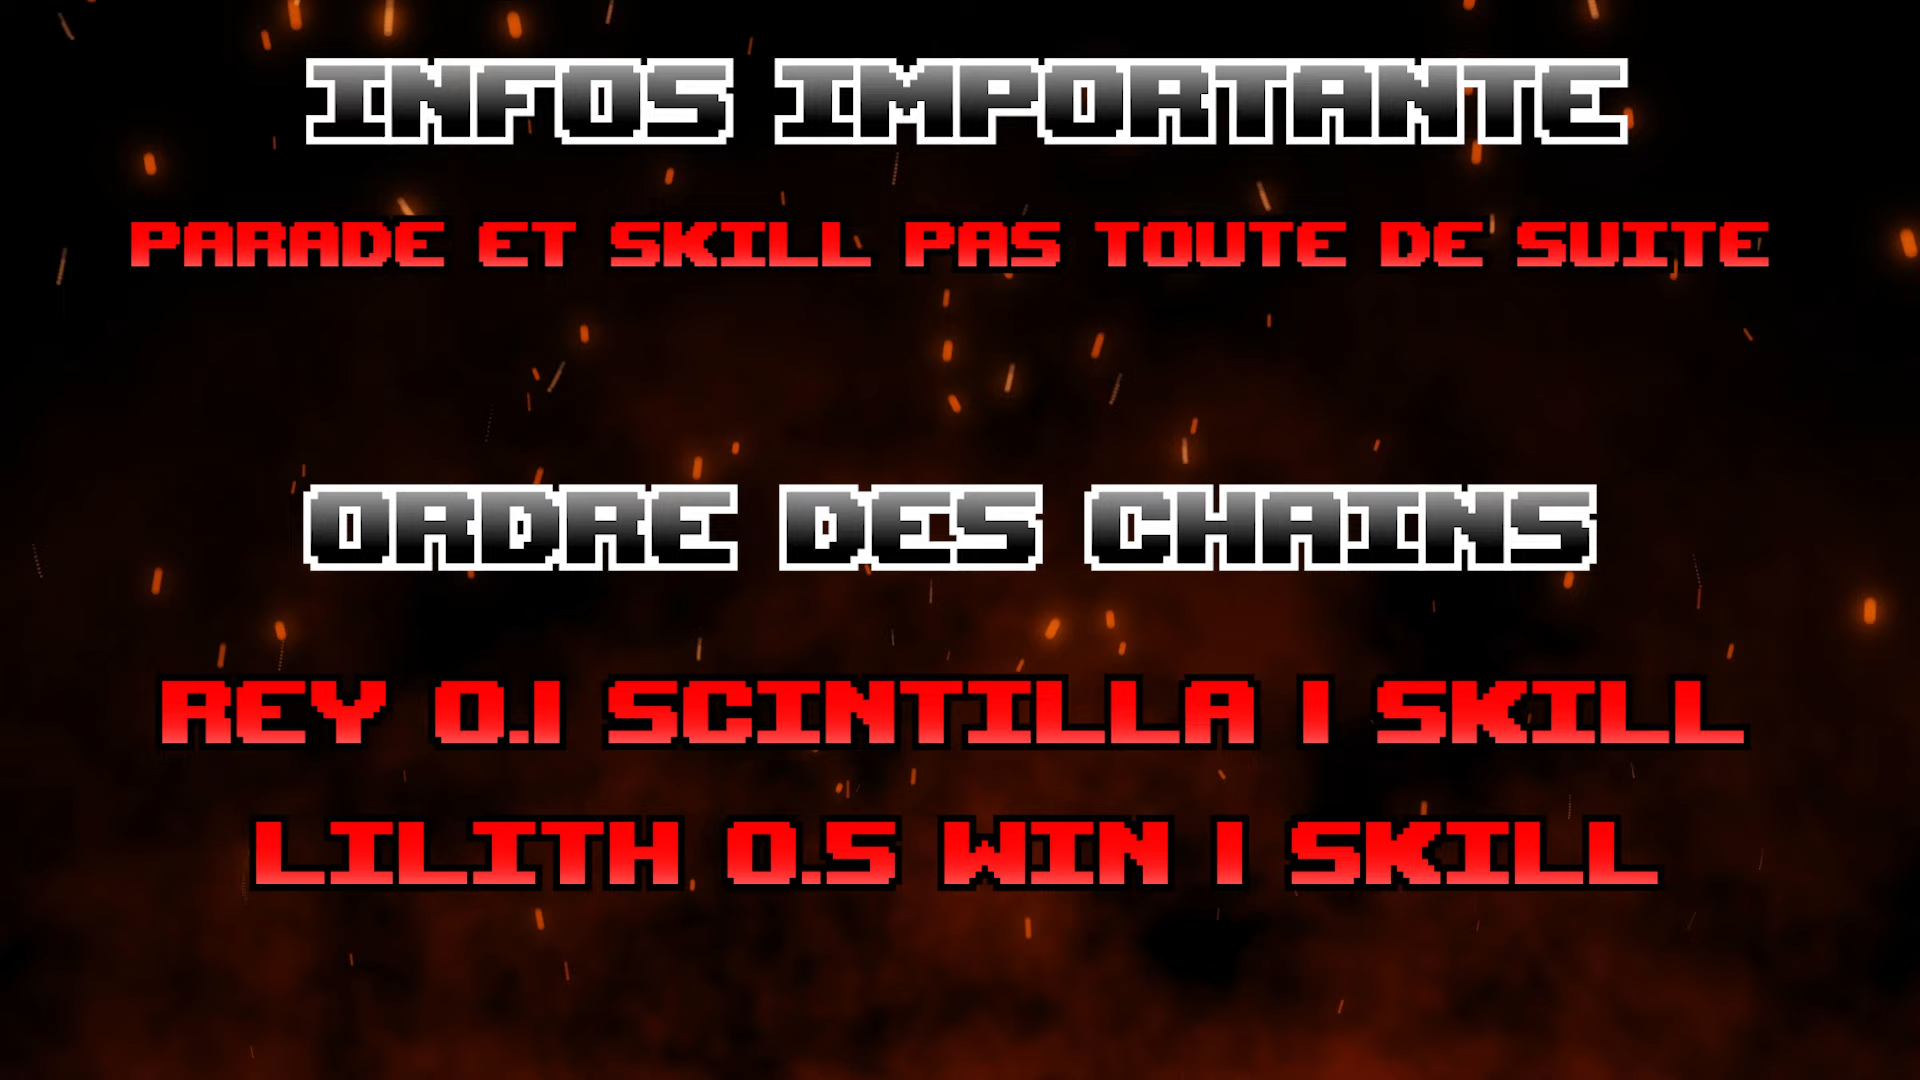 INFOS IMPORTANTE
PARADE ET SKILL PAS TOUTE DE SUITE
ORDRE DES CHAINS
REY 0.1 SCINTILLA 1 SKILL
LILITH 0.5 WIN 1 SKILL